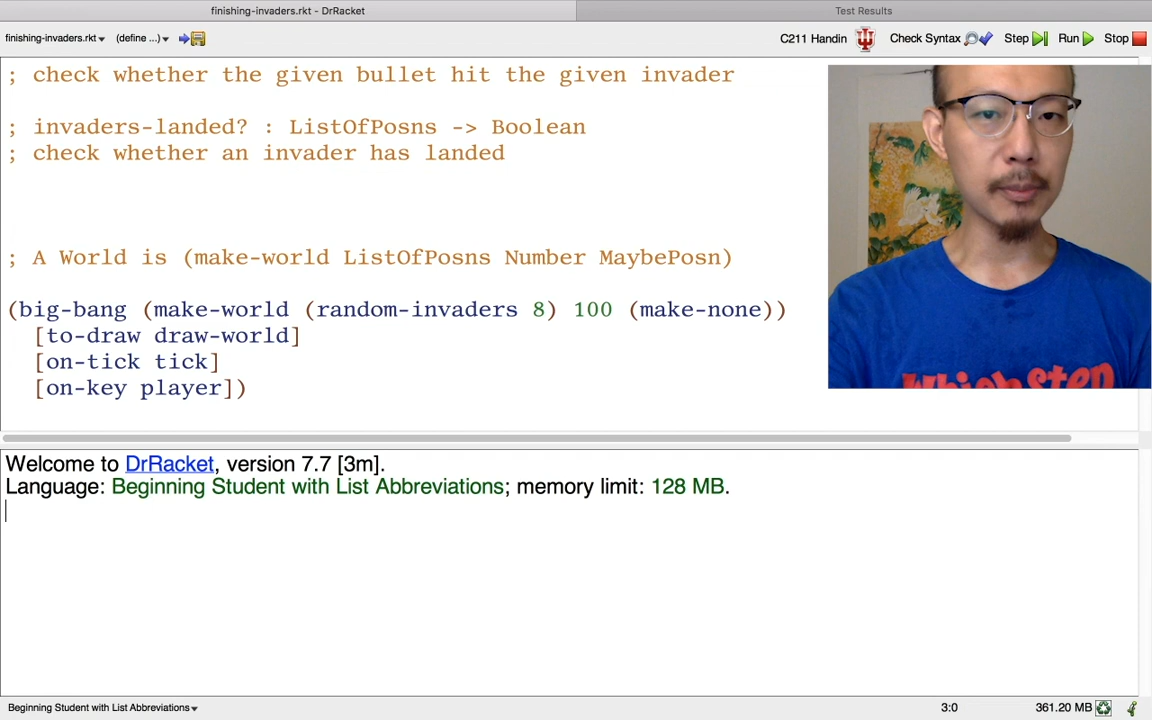 finishing-invaders.rkt - DrRacket
Test Results
finishing-invaders.rkt (define ...) C211 Handin Check Syntax Step Run Stop
; check whether the given bullet hit the given invader
; invaders-landed? : ListOfPosns -> Boolean
; check whether an invader has landed
; A World is (make-world ListOfPosns Number MaybePosn)
(big-bang (make-world (random-invaders 8) 100 (make-none))
[to-draw draw-world]
[on-tick tick]
[on-key player])
Which Step
Welcome to DrRacket, version 7.7 [3m].
Language: Beginning Student with List Abbreviations; memory limit: 128 MB.
Beginning Student with List Abbreviations 3:0 361.20 MB